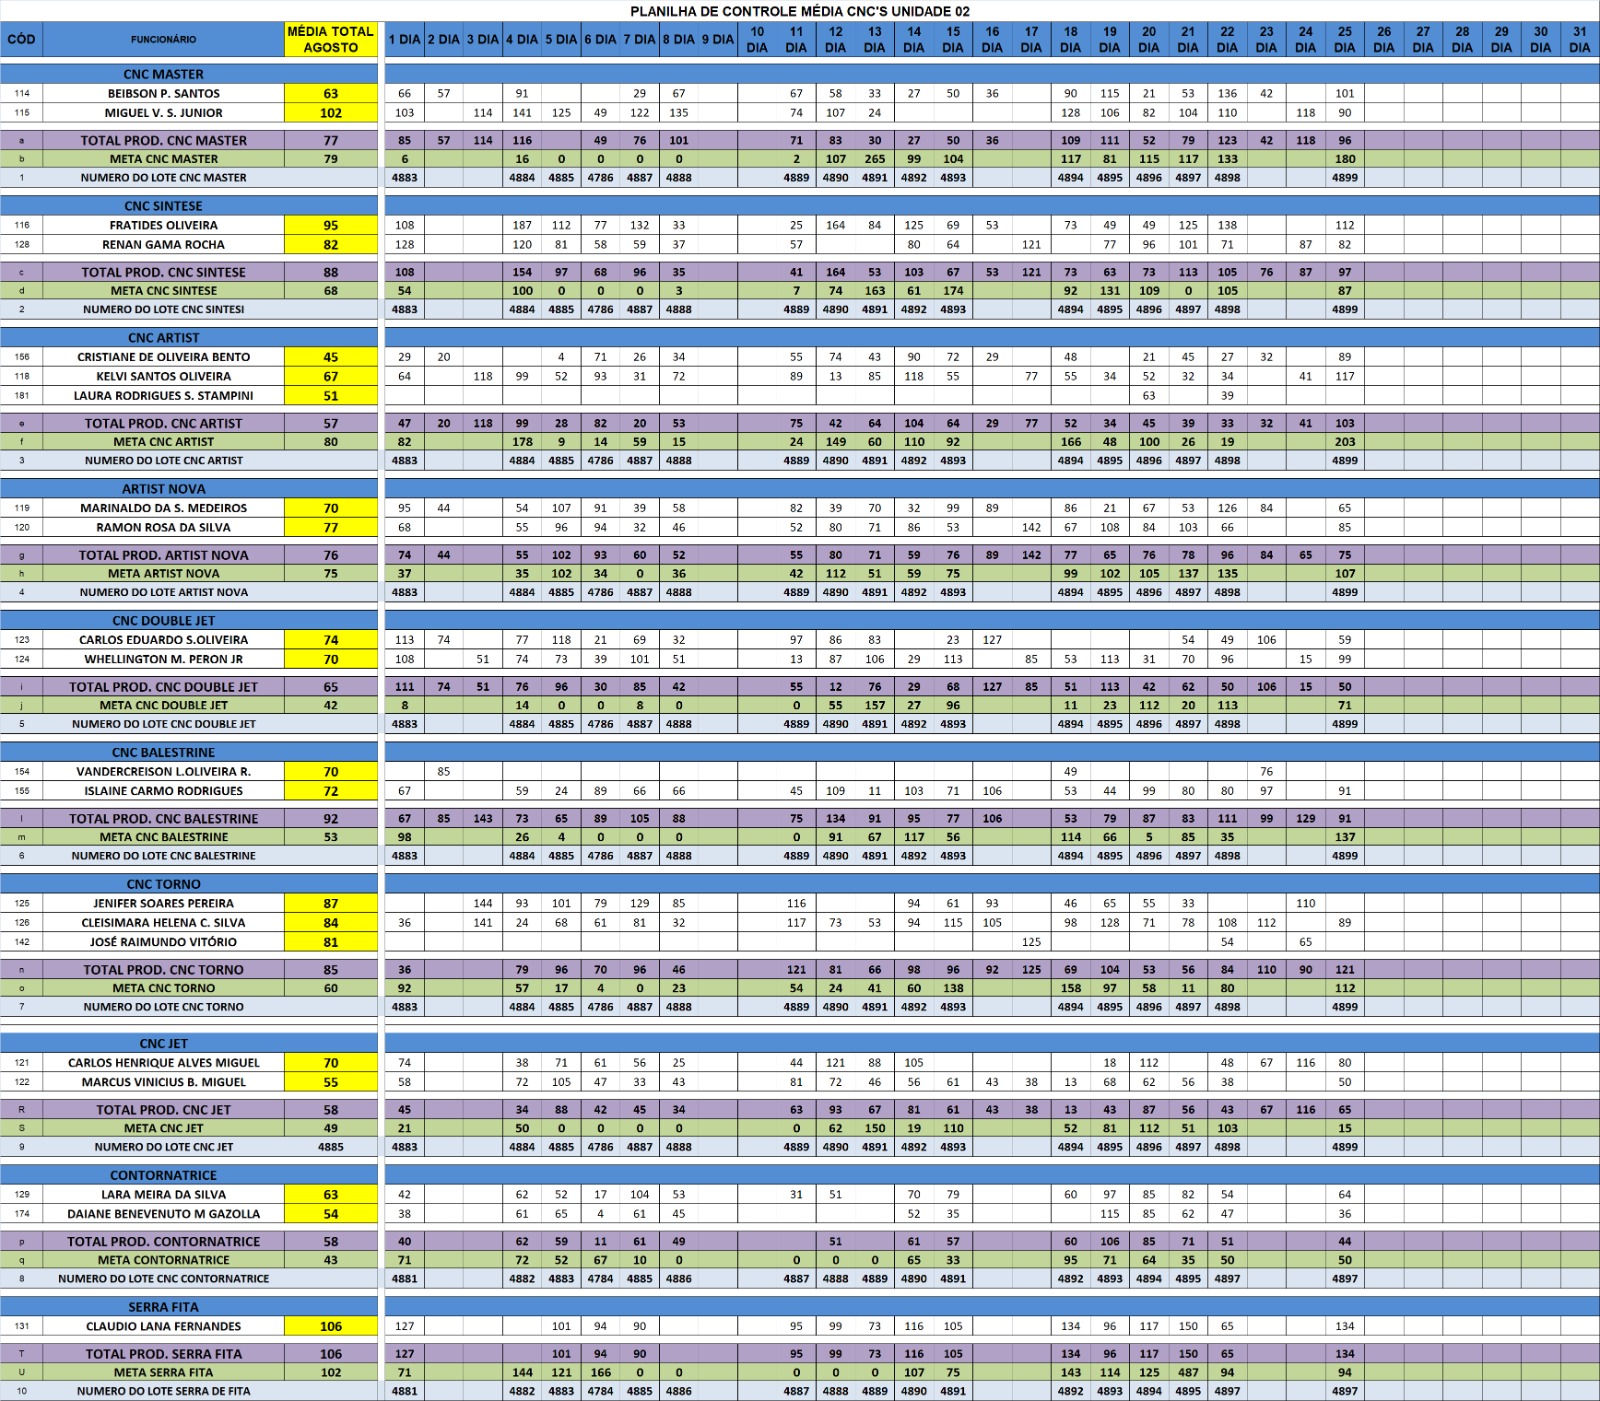 PLANILHA DE CONTROLE MÉDIA CNC'S UNIDADE 02
CÓD FUNCIONÁRIO MÉDIA TOTAL AGOSTO 1 DIA 2 DIA 3 DIA 4 DIA 5 DIA 6 DIA 7 DIA 8 DIA 9 DIA 10 DIA 11 DIA 12 DIA 13 DIA 14 DIA 15 DIA 16 DIA 17 DIA 18 DIA 19 DIA 20 DIA 21 DIA 22 DIA 23 DIA 24 DIA 25 DIA 26 DIA 27 DIA 28 DIA 29 DIA 30 DIA 31 DIA
CNC MASTER
114 BEIBSON P. SANTOS 63 66 57 91 29 67 67 58 33 27 50 36 90 115 21 53 136 42 101
115 MIGUEL V. S. JUNIOR 102 103 114 141 125 49 122 135 74 107 24 128 106 82 104 110 118 90
a TOTAL PROD. CNC MASTER 77 85 57 114 116 49 76 101 71 83 30 27 50 36 109 111 52 79 123 42 118 96
b META CNC MASTER 79 6 16 0 0 0 0 2 107 265 99 104 117 81 115 117 133 180
1 NUMERO DO LOTE CNC MASTER 4883 4884 4885 4786 4887 4888 4889 4890 4891 4892 4893 4894 4895 4896 4897 4898 4899
CNC SINTESE
116 FRATIDES OLIVEIRA 95 108 187 112 77 132 33 25 164 84 125 69 53 73 49 49 125 138 112
128 RENAN GAMA ROCHA 82 128 120 81 58 59 37 57 80 64 121 77 96 101 71 87 82
c TOTAL PROD. CNC SINTESE 88 108 154 97 68 96 35 41 164 53 103 67 53 121 73 63 73 113 105 76 87 97
d META CNC SINTESE 68 54 100 0 0 0 3 7 74 163 61 174 92 131 109 0 105 87
2 NUMERO DO LOTE CNC SINTESI 4883 4884 4885 4786 4887 4888 4889 4890 4891 4892 4893 4894 4895 4896 4897 4898 4899
CNC ARTIST
156 CRISTIANE DE OLIVEIRA BENTO 45 29 20 4 71 26 34 55 74 43 90 72 29 48 21 45 27 32 89
118 KELVI SANTOS OLIVEIRA 67 64 118 99 52 93 31 72 89 13 85 118 55 77 55 34 52 32 34 41 117
181 LAURA RODRIGUES S. STAMPINI 51 63 39
e TOTAL PROD. CNC ARTIST 57 47 20 118 99 28 82 20 53 75 42 64 104 64 29 77 52 34 45 39 33 32 41 103
f META CNC ARTIST 80 82 178 9 14 59 15 24 149 60 110 92 166 48 100 26 19 203
3 NUMERO DO LOTE CNC ARTIST 4883 4884 4885 4786 4887 4888 4889 4890 4891 4892 4893 4894 4895 4896 4897 4898 4899
ARTIST NOVA
119 MARINALDO DA S. MEDEIROS 70 95 44 54 107 91 39 58 82 39 70 32 99 89 86 21 67 53 126 84 65
120 RAMON ROSA DA SILVA 77 68 55 96 94 32 46 52 80 71 86 53 142 67 108 84 103 66 85
g TOTAL PROD. ARTIST NOVA 76 74 44 55 102 93 60 52 55 80 71 59 76 89 142 77 65 76 78 96 84 65 75
h META ARTIST NOVA 75 37 35 102 34 0 36 42 112 51 59 75 99 102 105 137 135 107
4 NUMERO DO LOTE ARTIST NOVA 4883 4884 4885 4786 4887 4888 4889 4890 4891 4892 4893 4894 4895 4896 4897 4898 4899
CNC DOUBLE JET
123 CARLOS EDUARDO S.OLIVEIRA 74 113 74 77 118 21 69 32 97 86 83 23 127 54 49 106 59
124 WHELLINGTON M. PERON JR 70 108 51 74 73 39 101 51 13 87 106 29 113 85 53 113 31 70 96 15 99
i TOTAL PROD. CNC DOUBLE JET 65 111 74 51 76 96 30 85 42 55 12 76 29 68 127 85 51 113 42 62 50 106 15 50
j META CNC DOUBLE JET 42 8 14 0 0 8 0 0 55 157 27 96 11 23 112 20 113 71
5 NUMERO DO LOTE CNC DOUBLE JET 4883 4884 4885 4786 4887 4888 4889 4890 4891 4892 4893 4894 4895 4896 4897 4898 4899
CNC BALESTRINE
154 VANDERCREISON L.OLIVEIRA R. 70 85 49 76
155 ISLAINE CARMO RODRIGUES 72 67 59 24 89 66 66 45 109 11 103 71 106 53 44 99 80 80 97 91
l TOTAL PROD. CNC BALESTRINE 92 67 85 143 73 65 89 105 88 75 134 91 95 77 106 53 79 87 83 111 99 129 91
m META CNC BALESTRINE 53 98 26 4 0 0 0 0 91 67 117 56 114 66 5 85 35 137
6 NUMERO DO LOTE CNC BALESTRINE 4883 4884 4885 4786 4887 4888 4889 4890 4891 4892 4893 4894 4895 4896 4897 4898 4899
CNC TORNO
125 JENIFER SOARES PEREIRA 87 144 93 101 79 129 85 116 94 61 93 46 65 55 33 110
126 CLEISIMARA HELENA C. SILVA 84 36 141 24 68 61 81 32 117 73 53 94 115 105 98 128 71 78 108 112 89
142 JOSÉ RAIMUNDO VITÓRIO 81 125 54 65
n TOTAL PROD. CNC TORNO 85 36 79 96 70 96 46 121 81 66 98 96 92 125 69 104 53 56 84 110 90 121
o META CNC TORNO 60 92 57 17 4 0 23 54 24 41 60 138 158 97 58 11 80 112
7 NUMERO DO LOTE CNC TORNO 4883 4884 4885 4786 4887 4888 4889 4890 4891 4892 4893 4894 4895 4896 4897 4898 4899
CNC JET
121 CARLOS HENRIQUE ALVES MIGUEL 70 74 38 71 61 56 25 44 121 88 105 18 112 48 67 116 80
122 MARCUS VINICIUS B. MIGUEL 55 58 72 105 47 33 43 81 72 46 56 61 43 38 13 68 62 56 38 50
R TOTAL PROD. CNC JET 58 45 34 88 42 45 34 63 93 67 81 61 43 38 13 43 87 56 43 67 116 65
S META CNC JET 49 21 50 0 0 0 0 0 62 150 19 110 52 81 112 51 103 15
9 NUMERO DO LOTE CNC JET 4885 4883 4884 4885 4786 4887 4888 4889 4890 4891 4892 4893 4894 4895 4896 4897 4898 4899
CONTORNATRICE
129 LARA MEIRA DA SILVA 63 42 62 52 17 104 53 31 51 70 79 60 97 85 82 54 64
174 DAIANE BENEVENUTO M GAZOLLA 54 38 61 65 4 61 45 52 35 115 85 62 47 36
p TOTAL PROD. CONTORNATRICE 58 40 62 59 11 61 49 51 61 57 60 106 85 71 51 44
q META CONTORNATRICE 43 71 72 52 67 10 0 0 0 0 65 33 95 71 64 35 50 50
8 NUMERO DO LOTE CNC CONTORNATRICE 4881 4882 4883 4784 4885 4886 4887 4888 4889 4890 4891 4892 4893 4894 4895 4897 4897
SERRA FITA
131 CLAUDIO LANA FERNANDES 106 127 101 94 90 95 99 73 116 105 134 96 117 150 65 134
T TOTAL PROD. SERRA FITA 106 127 101 94 90 95 99 73 116 105 134 96 117 150 65 134
U META SERRA FITA 102 71 144 121 166 0 0 0 0 0 107 75 143 114 125 487 94 94
10 NUMERO DO LOTE SERRA DE FITA 4881 4882 4883 4784 4885 4886 4887 4888 4889 4890 4891 4892 4893 4894 4895 4897 4897